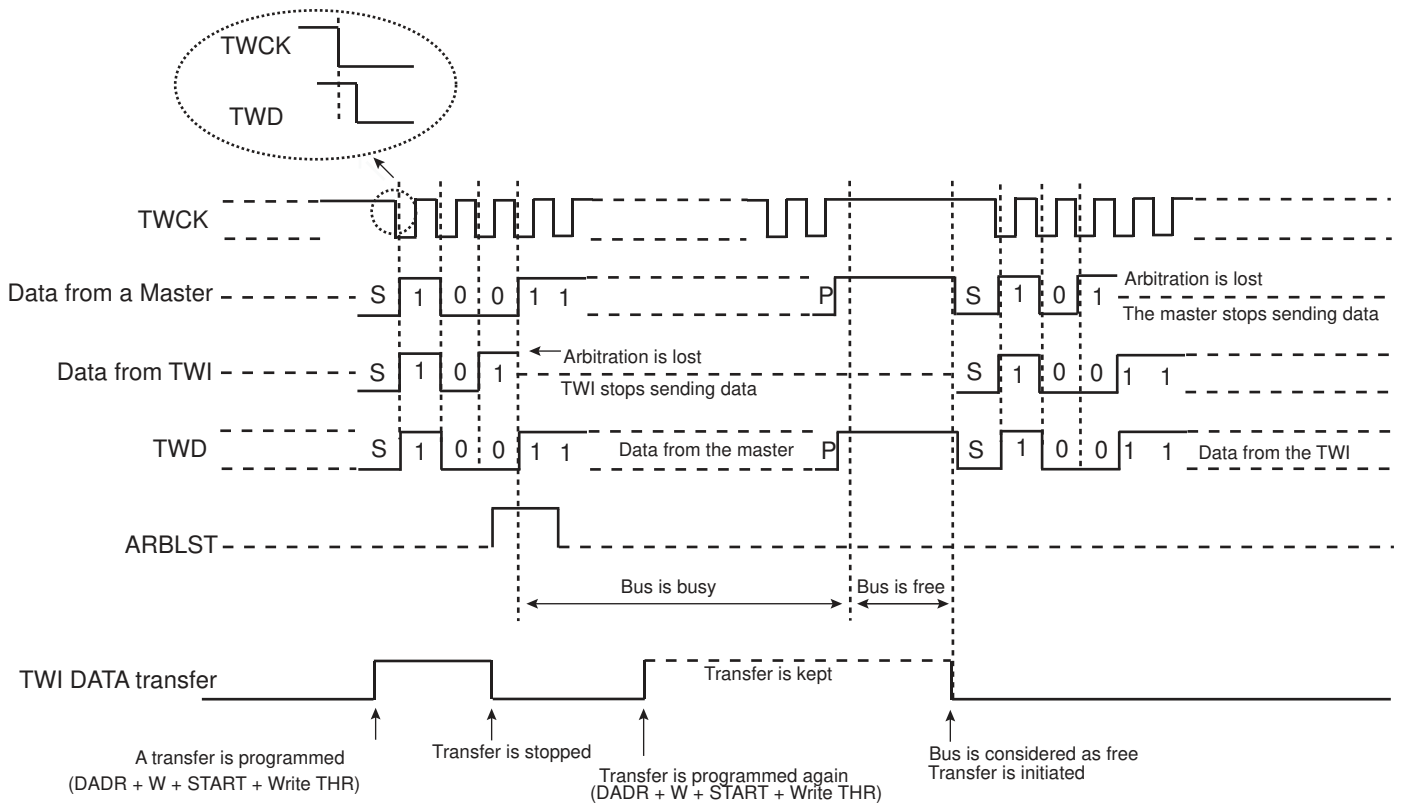 TWCK
TWD
TWCK
Data from a Master S 1 0 0 1 1 P S 1 0 1 Arbitration is lost
The master stops sending data
Data from TWI S 1 0 1 Arbitration is lost S 1 0 0 1 1
TWI stops sending data
TWD S 1 0 0 1 1 Data from the master P S 1 0 0 1 1 Data from the TWI
ARBLST
Bus is busy Bus is free
TWI DATA transfer Transfer is kept
A transfer is programmed
(DADR + W + START + Write THR)
Transfer is stopped
Transfer is programmed again
(DADR + W + START + Write THR)
Bus is considered as free
Transfer is initiated